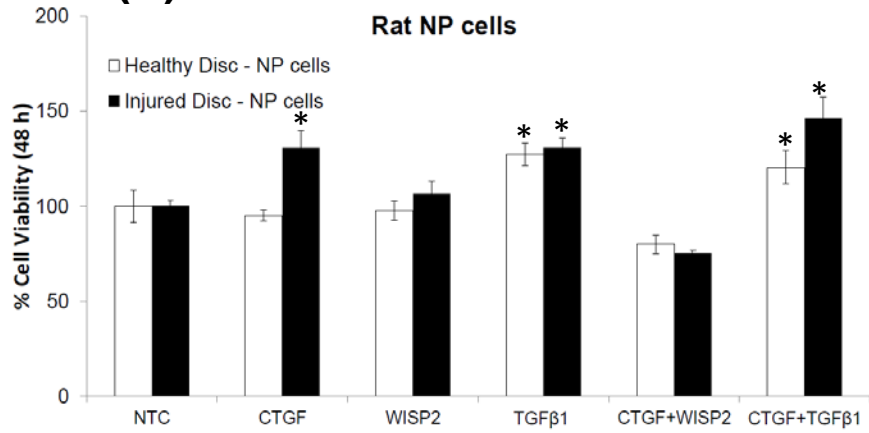 Rat NP cells
Healthy Disc - NP cells
Injured Disc - NP cells
% Cell Viability (48 h)
200
150
100
50
0
* * * * *
NTC CTGF WISP2 TGFβ1 CTGF+WISP2 CTGF+TGFβ1